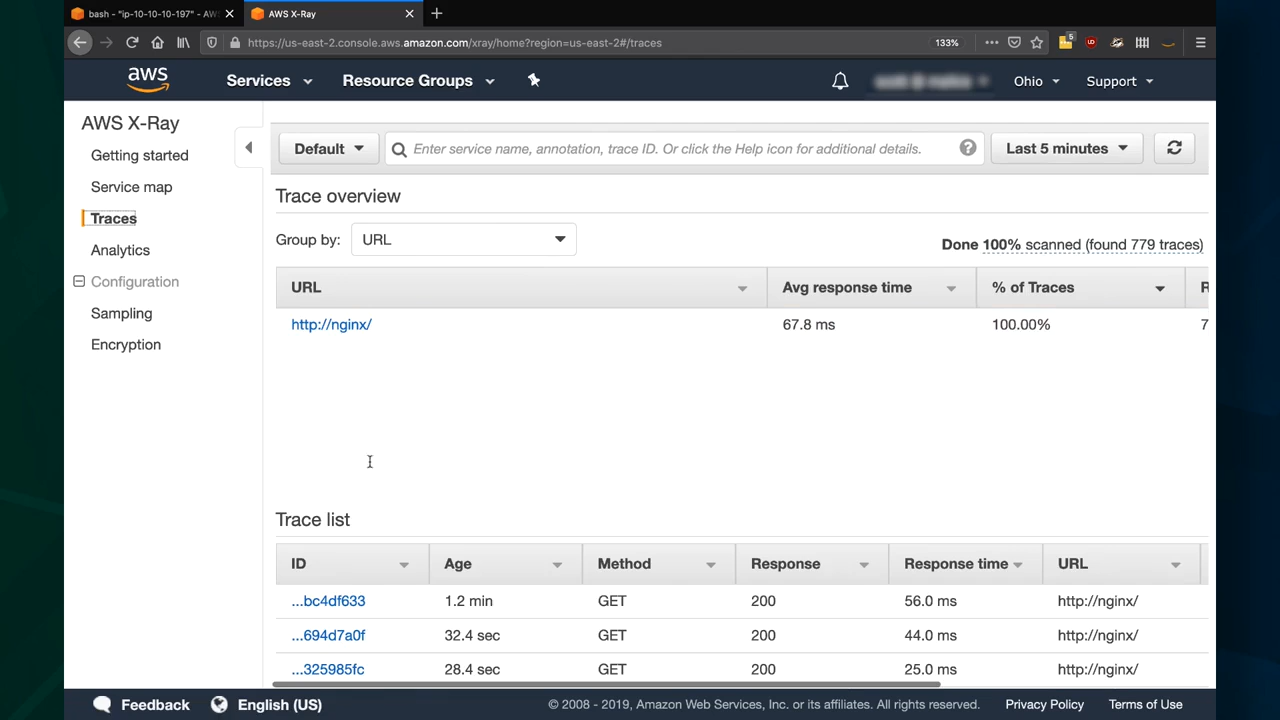 bash - "ip-10-10-10-197" - AW
AWS X-Ray
https://us-east-2.console.aws.amazon.com/xray/home?region=us-east-2#/traces
133%
5
aws
Services
Resource Groups
Ohio
Support
AWS X-Ray
Getting started
Service map
Traces
Analytics
Configuration
Sampling
Encryption
Default
Enter service name, annotation, trace ID. Or click the Help icon for additional details.
?
Last 5 minutes
Trace overview
Group by:
URL
Done 100% scanned (found 779 traces)
URL
Avg response time
% of Traces
R
http://nginx/
67.8 ms
100.00%
7
Trace list
ID
Age
Method
Response
Response time
URL
...bc4df633
1.2 min
GET
200
56.0 ms
http://nginx/
...694d7a0f
32.4 sec
GET
200
44.0 ms
http://nginx/
...325985fc
28.4 sec
GET
200
25.0 ms
http://nginx/
Feedback
English (US)
© 2008 - 2019, Amazon Web Services, Inc. or its affiliates. All rights reserved.
Privacy Policy
Terms of Use